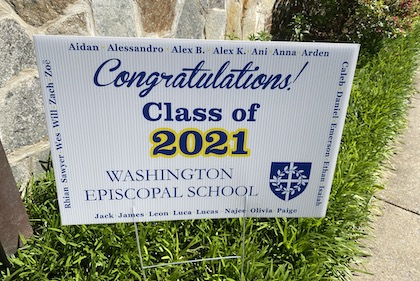 Aidan Alessandro Alex B. Alex K. Ani Anna Arden
Caleb Daniel Emerson Ethan Isaiah
Congratulations!
Class of
2021
WASHINGTON
EPISCOPAL SCHOOL
Jack James Leon Luca Lucas Najee Olivia Paige
Rhian Sawyer Wes Will Zach Zoë